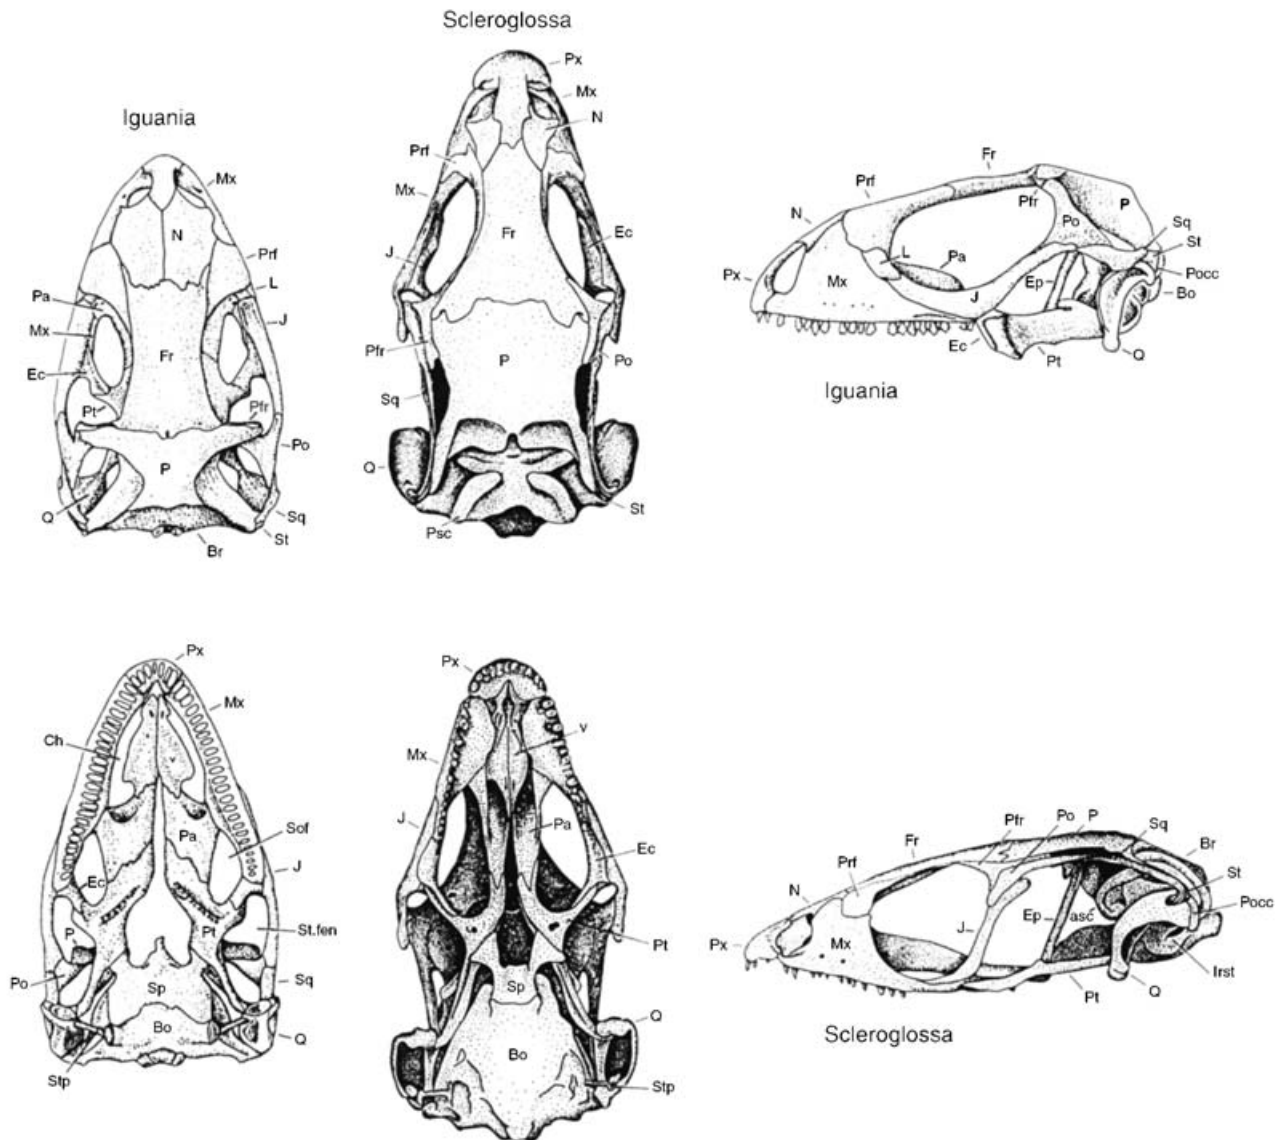 Scleroglossa
Px
Mx
N
Prf
Mx
Fr
Ec
J
Pfr
P
Po
Sq
Q
St
Psc
Iguania
Mx
N
Prf
L
Pa
J
Mx
Fr
Ec
Pt
Pfr
Po
P
Q
Sq
St
Br
Fr
Prf
Pfr
P
N
Po
Sq
St
L
Pa
Px
Mx
Ep
J
Pocc
Bo
Ec
Pt
Q
Iguania
Px
Mx
Ch
v
Pa
Sof
J
Ec
P
Pt
St.fen
Po
Sp
Sq
Bo
Q
Stp
Px
v
Mx
J
Pa
Ec
Pt
Sp
Q
Bo
Stp
Pfr
Po
P
Sq
Fr
Br
Prf
N
St
Ep
asc
Pocc
J
Px
Mx
Irst
Pt
Q
Scleroglossa